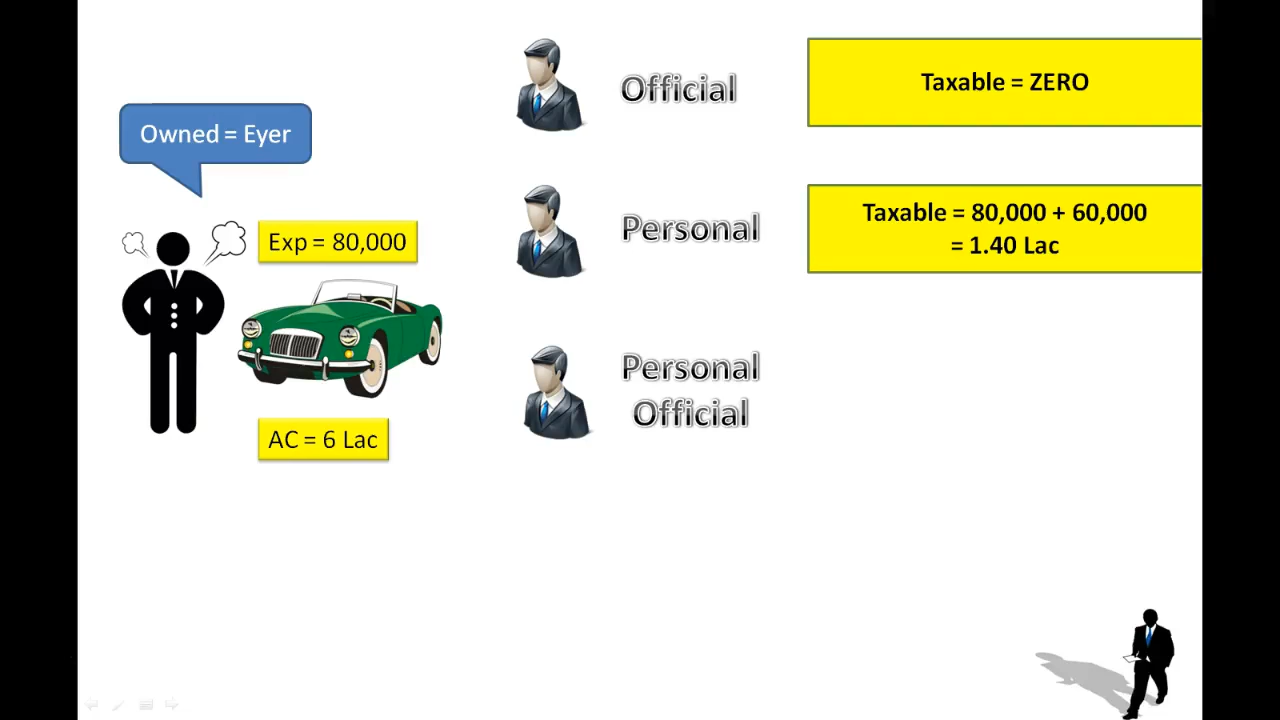 Owned = Eyer
Exp = 80,000
AC = 6 Lac
Official
Taxable = ZERO
Personal
Taxable = 80,000 + 60,000
= 1.40 Lac
Personal
Official